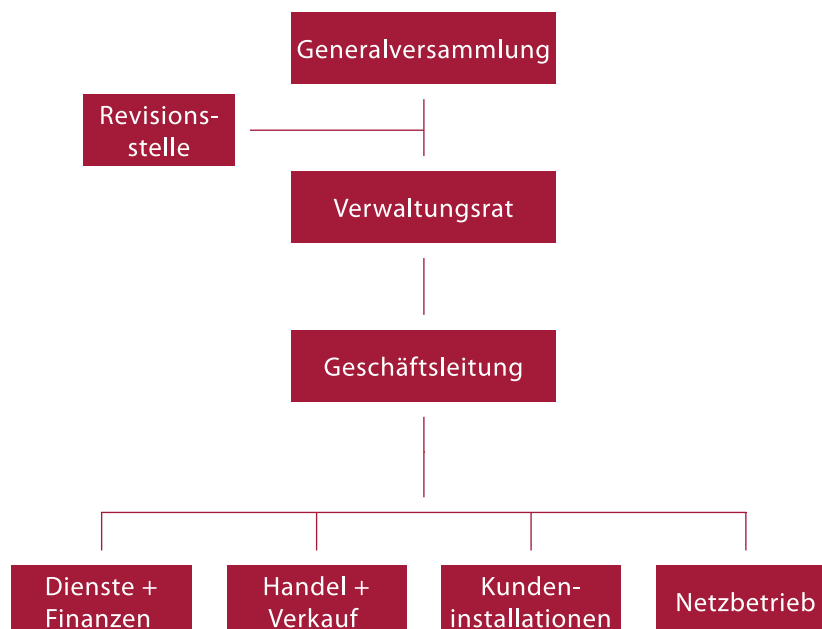 Generalversammlung
Revisions-
stelle
Verwaltungsrat
Geschäftsleitung
Dienste +
Finanzen
Handel +
Verkauf
Kunden-
installationen
Netzbetrieb